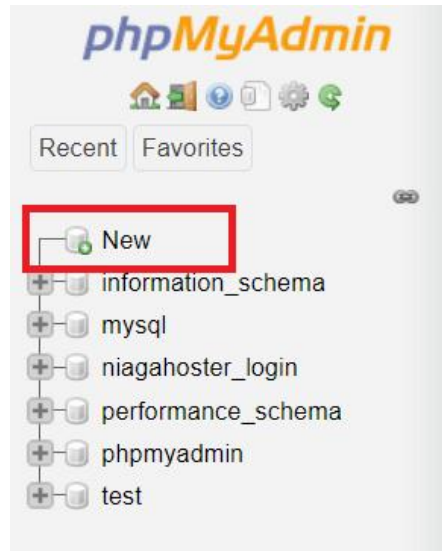 phpMyAdmin
Recent Favorites
New
information_schema
mysql
niagahoster_login
performance_schema
phpmyadmin
test